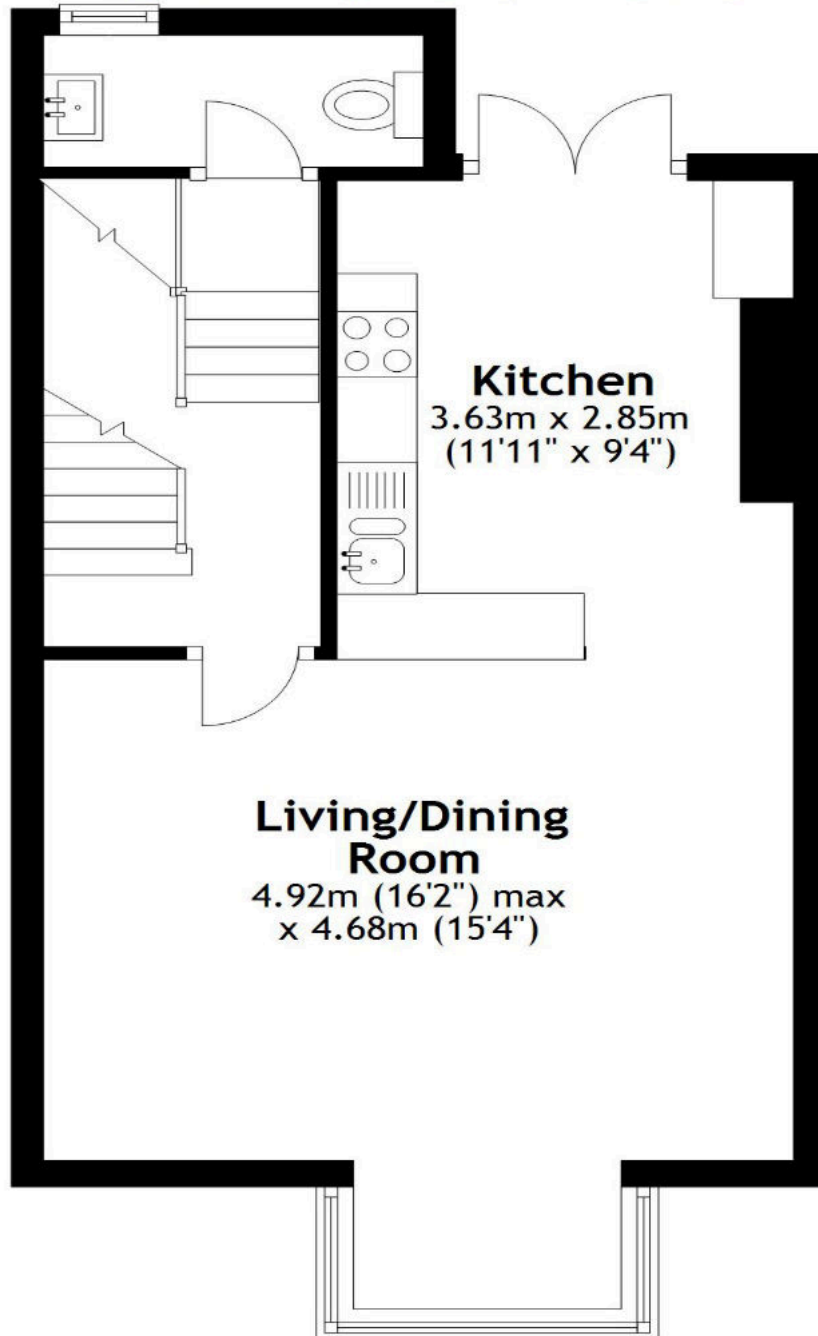 Kitchen
3.63m x 2.85m
(11'11" x 9'4")
Living/Dining
Room
4.92m (16'2") max
x 4.68m (15'4")